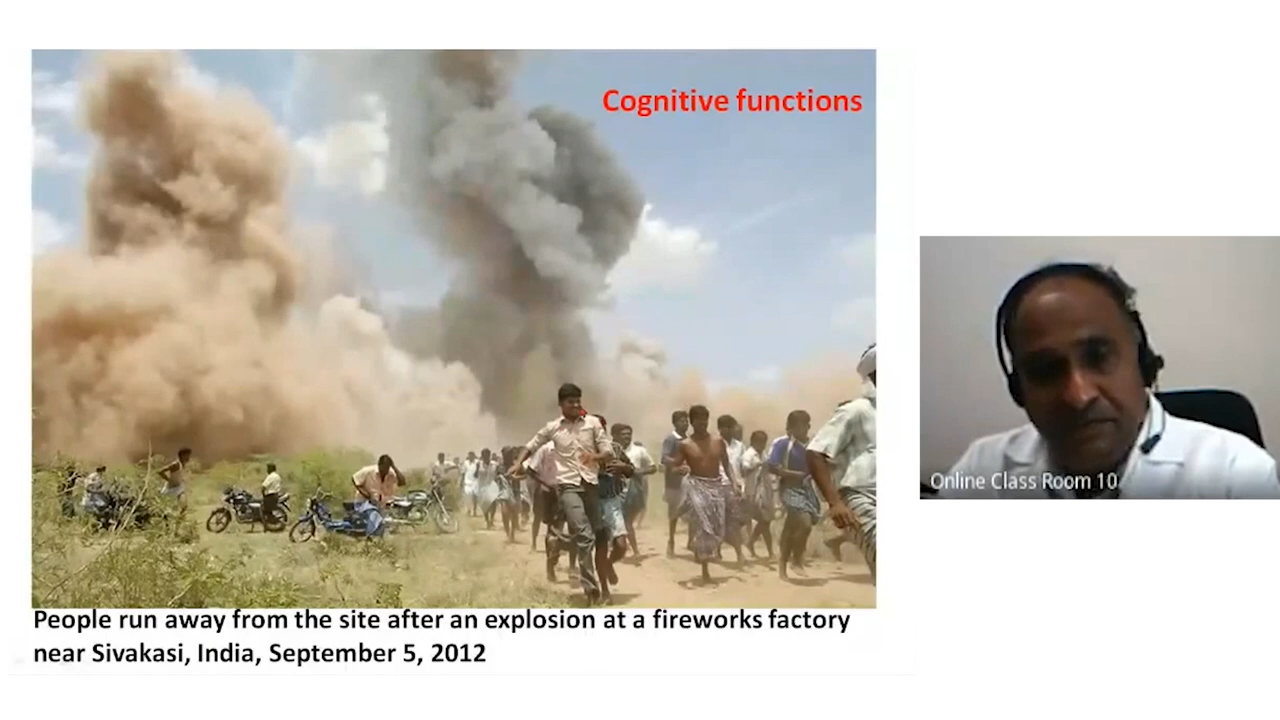 Cognitive functions
People run away from the site after an explosion at a fireworks factory
near Sivakasi, India, September 5, 2012
Online Class Room 10